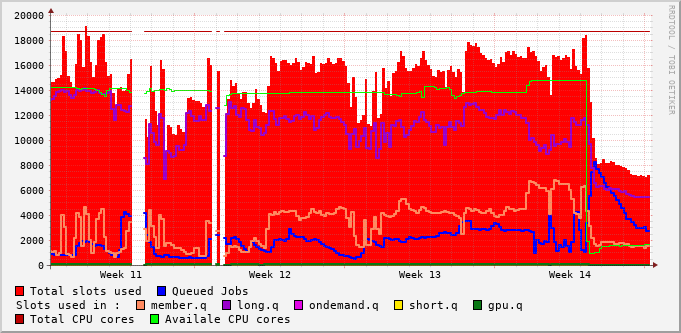 20000
18000
16000
14000
12000
10000
8000
6000
4000
2000
0
Week 11 Week 12 Week 13 Week 14
RRDTOOL / TOBI OETIKER
Total slots used Queued Jobs
Slots used in : member.q long.q ondemand.q short.q gpu.q
Total CPU cores Availale CPU cores